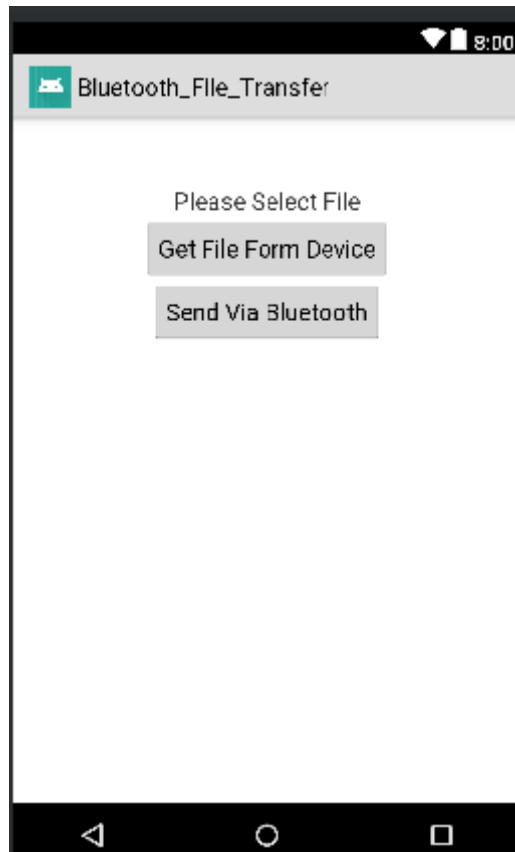 8:00
Bluetooth_FIle_Transfer
Please Select File
Get File Form Device
Send Via Bluetooth